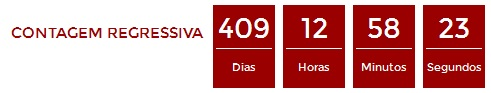 CONTAGEM REGRESSIVA
409 12 58 23
Dias Horas Minutos Segundos